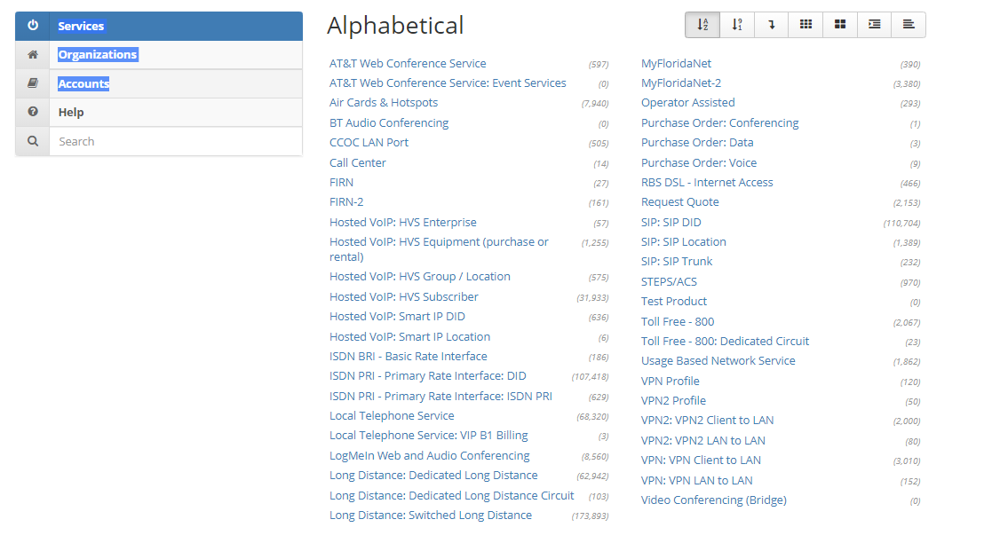 Services
Organizations
Accounts
Help
Search
Alphabetical
AT&T Web Conference Service (597)
AT&T Web Conference Service: Event Services (0)
Air Cards & Hotspots (7,940)
BT Audio Conferencing (0)
CCOC LAN Port (505)
Call Center (14)
FIRN (27)
FIRN-2 (161)
Hosted VoIP: HVS Enterprise (57)
Hosted VoIP: HVS Equipment (purchase or (1,255)
rental)
Hosted VoIP: HVS Group / Location (575)
Hosted VoIP: HVS Subscriber (31,933)
Hosted VoIP: Smart IP DID (636)
Hosted VoIP: Smart IP Location (6)
ISDN BRI - Basic Rate Interface (186)
ISDN PRI - Primary Rate Interface: DID (107,418)
ISDN PRI - Primary Rate Interface: ISDN PRI (629)
Local Telephone Service (68,320)
Local Telephone Service: VIP B1 Billing (3)
LogMeIn Web and Audio Conferencing (8,560)
Long Distance: Dedicated Long Distance (62,942)
Long Distance: Dedicated Long Distance Circuit (103)
Long Distance: Switched Long Distance (173,893)
MyFloridaNet (390)
MyFloridaNet-2 (3,380)
Operator Assisted (293)
Purchase Order: Conferencing (1)
Purchase Order: Data (3)
Purchase Order: Voice (9)
RBS DSL - Internet Access (466)
Request Quote (2,153)
SIP: SIP DID (110,704)
SIP: SIP Location (1,389)
SIP: SIP Trunk (232)
STEPS/ACS (970)
Test Product (0)
Toll Free - 800 (2,067)
Toll Free - 800: Dedicated Circuit (23)
Usage Based Network Service (1,862)
VPN Profile (120)
VPN2 Profile (50)
VPN2: VPN2 Client to LAN (2,000)
VPN2: VPN2 LAN to LAN (80)
VPN: VPN Client to LAN (3,010)
VPN: VPN LAN to LAN (152)
Video Conferencing (Bridge) (0)